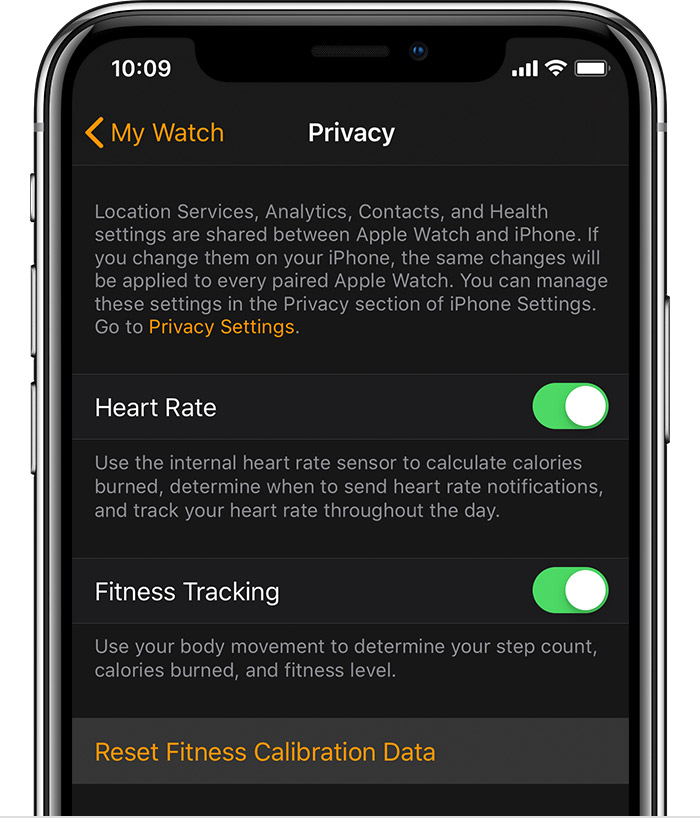 10:09
My Watch
Privacy
Location Services, Analytics, Contacts, and Health
settings are shared between Apple Watch and iPhone. If
you change them on your iPhone, the same changes will
be applied to every paired Apple Watch. You can manage
these settings in the Privacy section of iPhone Settings.
Go to Privacy Settings.
Heart Rate
Use the internal heart rate sensor to calculate calories
burned, determine when to send heart rate notifications,
and track your heart rate throughout the day.
Fitness Tracking
Use your body movement to determine your step count,
calories burned, and fitness level.
Reset Fitness Calibration Data